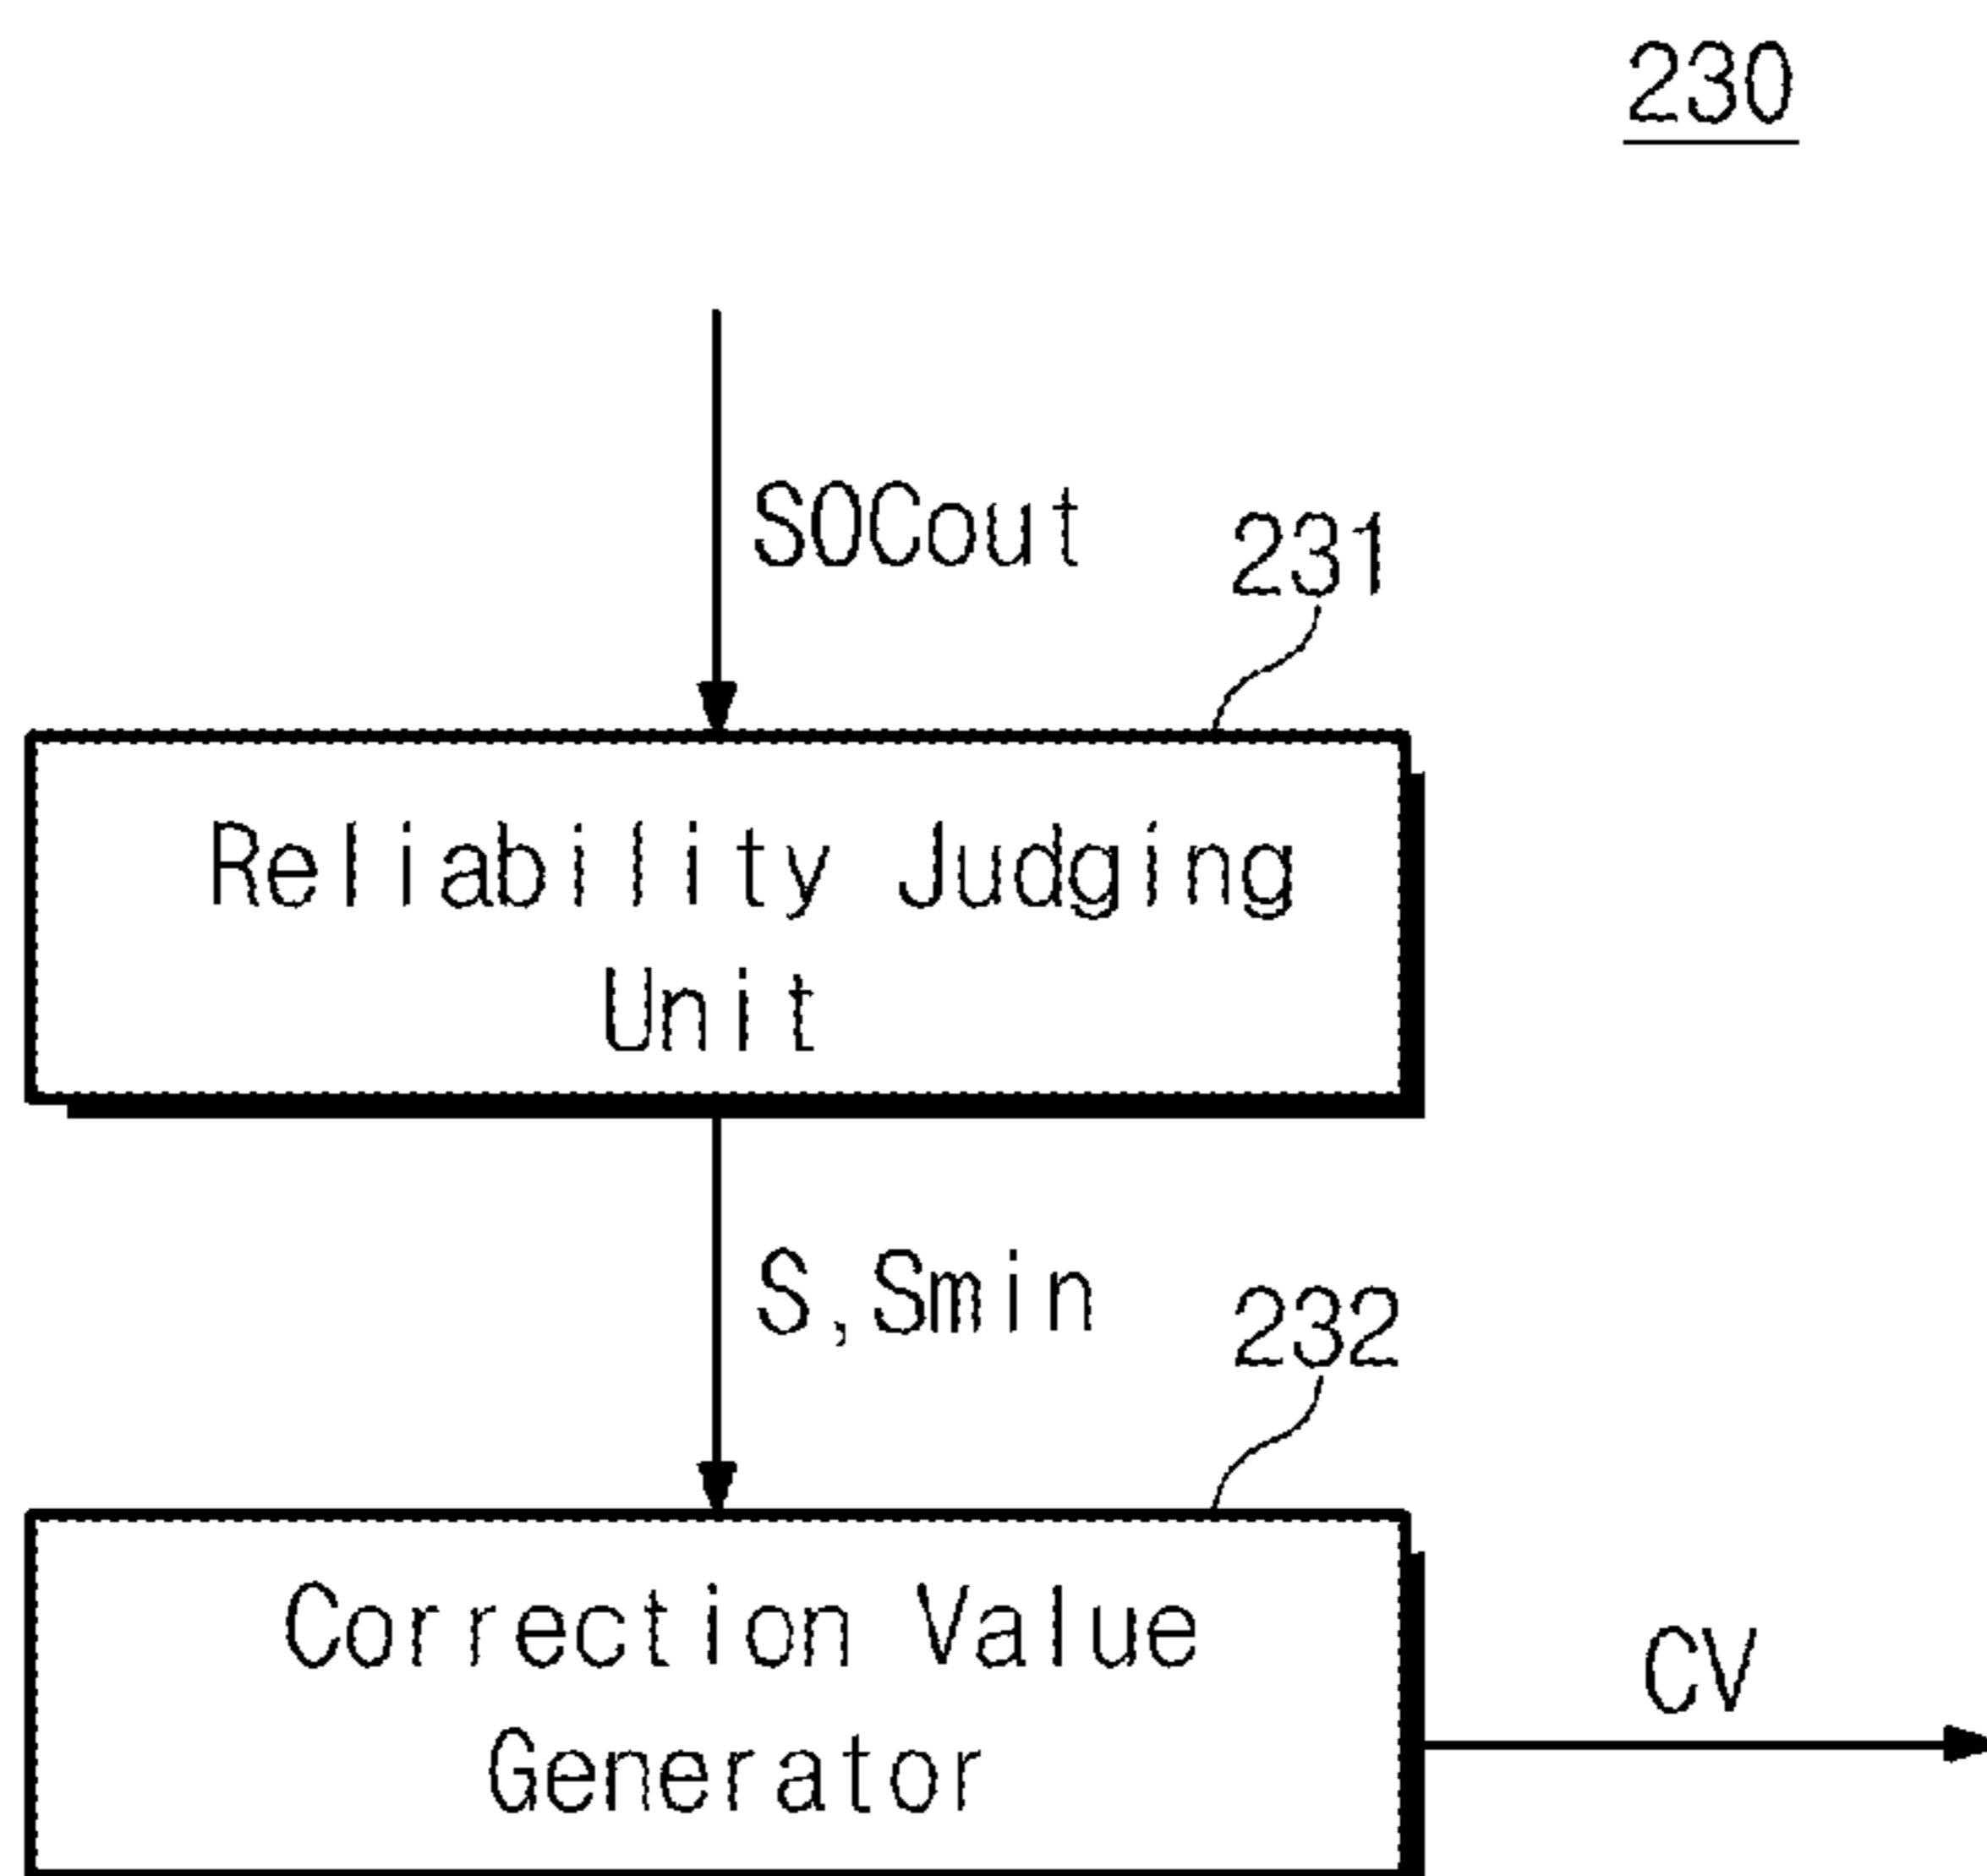 230
SOCout
231
Reliability Judging
Unit
S,Smin
232
Correction Value
Generator
CV